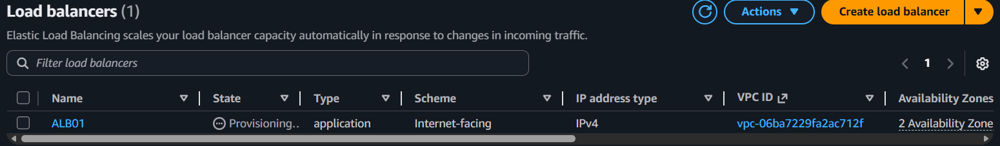 Load balancers (1)
Actions
Create load balancer
Elastic Load Balancing scales your load balancer capacity automatically in response to changes in incoming traffic.
Filter load balancers
1
Name State Type Scheme IP address type VPC ID Availability Zones
ALB01 Provisioning.. application Internet-facing IPv4 vpc-06ba7229fa2ac712f 2 Availability Zone